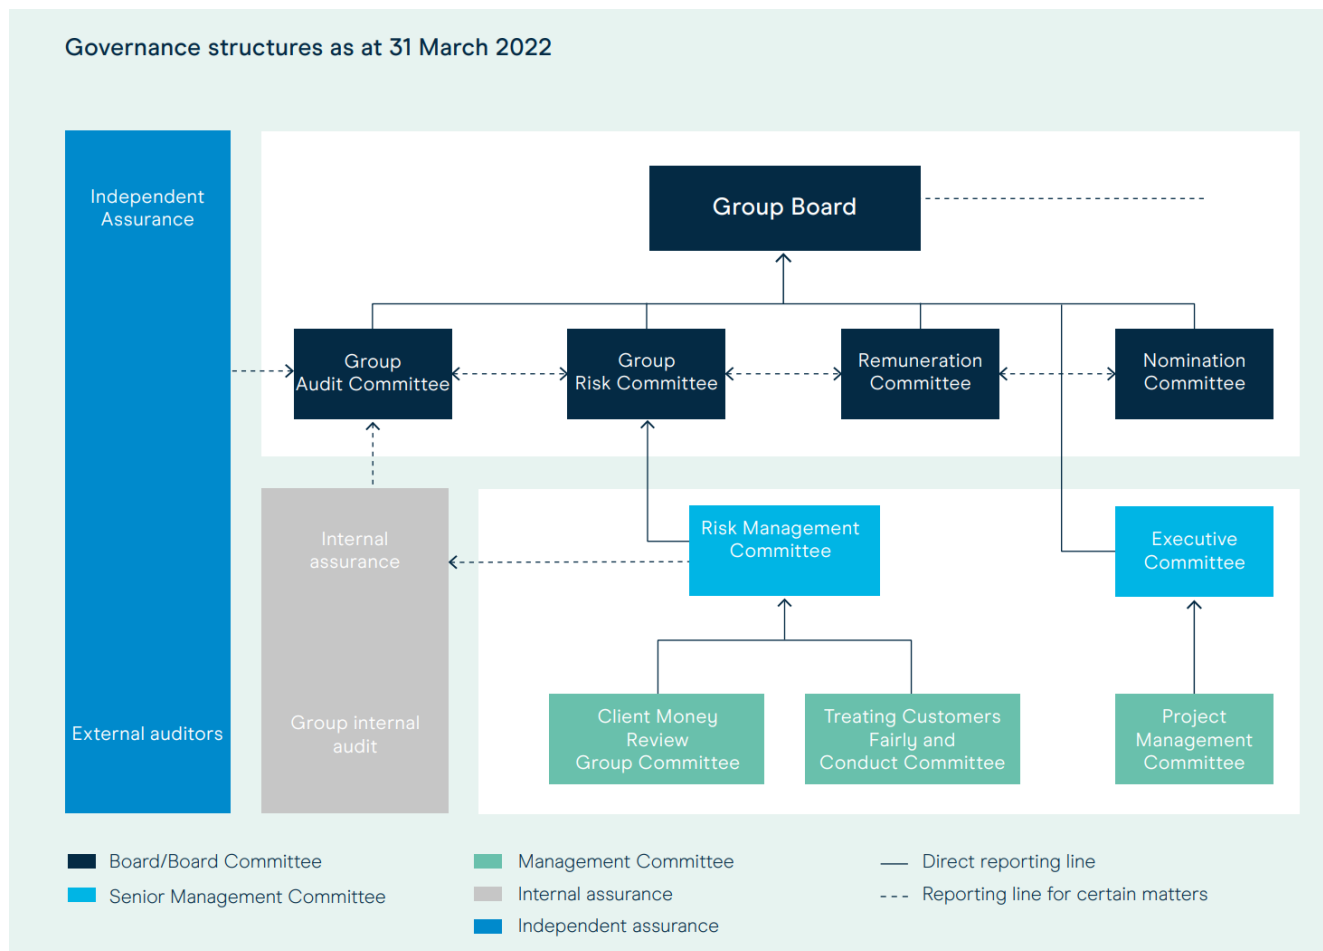 Governance structures as at 31 March 2022
Independent
Assurance
External auditors
Group Board
Group
Audit Committee
Group
Risk Committee
Remuneration
Committee
Nomination
Committee
Internal
assurance
Group internal
audit
Risk Management
Committee
Executive
Committee
Client Money
Review
Group Committee
Treating Customers
Fairly and
Conduct Committee
Project
Management
Committee
Board/Board Committee
Senior Management Committee
Management Committee
Internal assurance
Independent assurance
Direct reporting line
Reporting line for certain matters